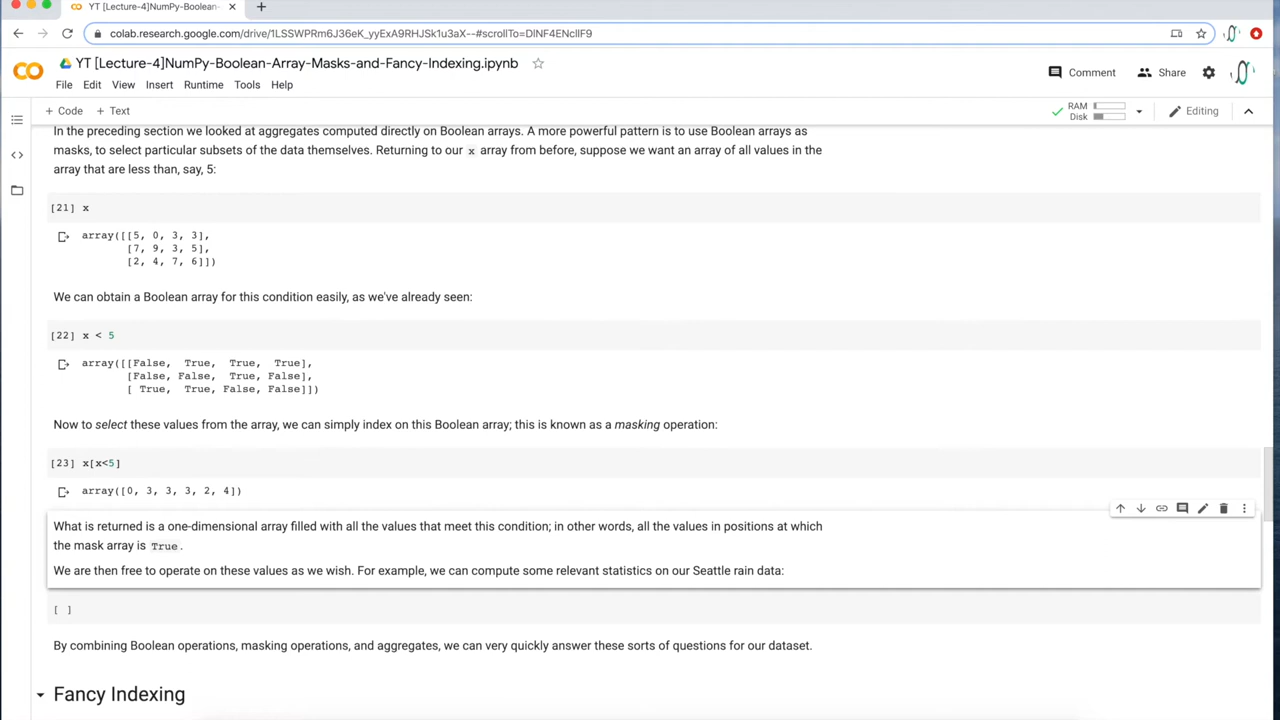 YT [Lecture-4]NumPy-Boolean-
colab.research.google.com/drive/1LSSWPRm6J36eK_yyExA9RHJSk1u3aX--#scrollTo=DlNF4ENclIF9
YT [Lecture-4]NumPy-Boolean-Array-Masks-and-Fancy-Indexing.ipynb
Comment Share
File Edit View Insert Runtime Tools Help
+ Code + Text
RAM
Disk
Editing
In the preceding section we looked at aggregates computed directly on Boolean arrays. A more powerful pattern is to use Boolean arrays as
masks, to select particular subsets of the data themselves. Returning to our x array from before, suppose we want an array of all values in the
array that are less than, say, 5:
[21] x
array([[5, 0, 3, 3],
[7, 9, 3, 5],
[2, 4, 7, 6]])
We can obtain a Boolean array for this condition easily, as we've already seen:
[22] x < 5
array([[False, True, True, True],
[False, False, True, False],
[ True, True, False, False]])
Now to select these values from the array, we can simply index on this Boolean array; this is known as a masking operation:
[23] x[x<5]
array([0, 3, 3, 3, 2, 4])
What is returned is a one-dimensional array filled with all the values that meet this condition; in other words, all the values in positions at which
the mask array is True.
We are then free to operate on these values as we wish. For example, we can compute some relevant statistics on our Seattle rain data:
[ ]
By combining Boolean operations, masking operations, and aggregates, we can very quickly answer these sorts of questions for our dataset.
Fancy Indexing